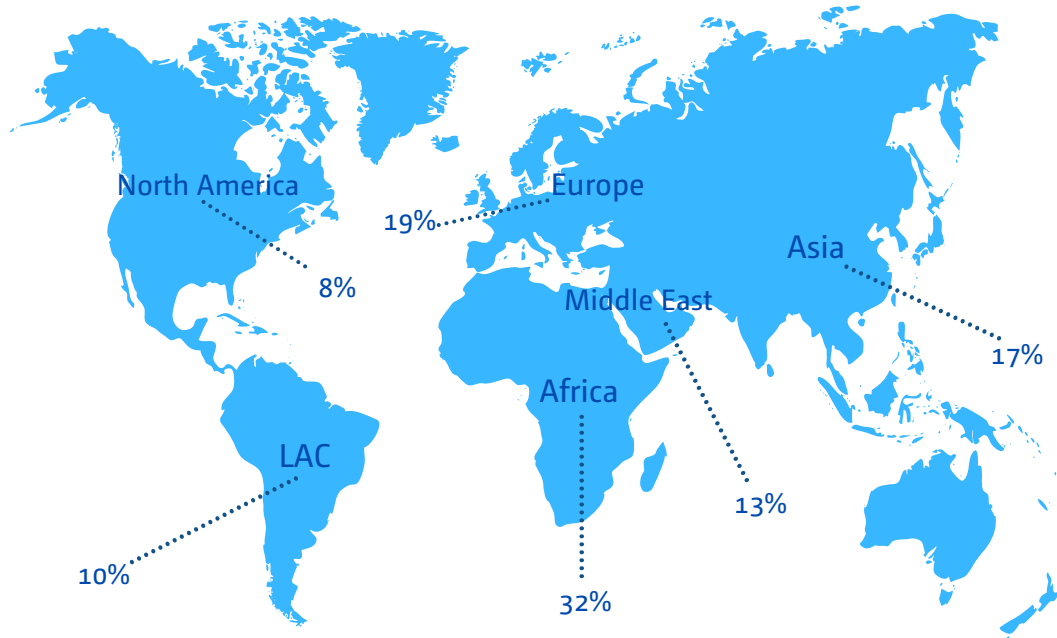 North America
Europe
19%
Asia
8%
Middle East
17%
Africa
LAC
13%
10%
32%